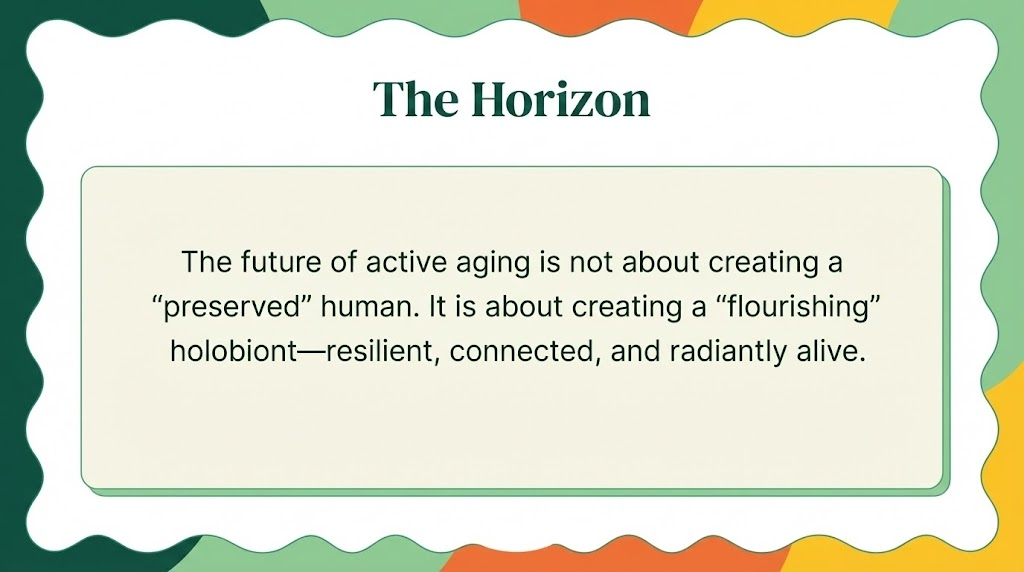 The Horizon
The future of active aging is not about creating a
“preserved” human. It is about creating a “flourishing”
holobiont—resilient, connected, and radiantly alive.